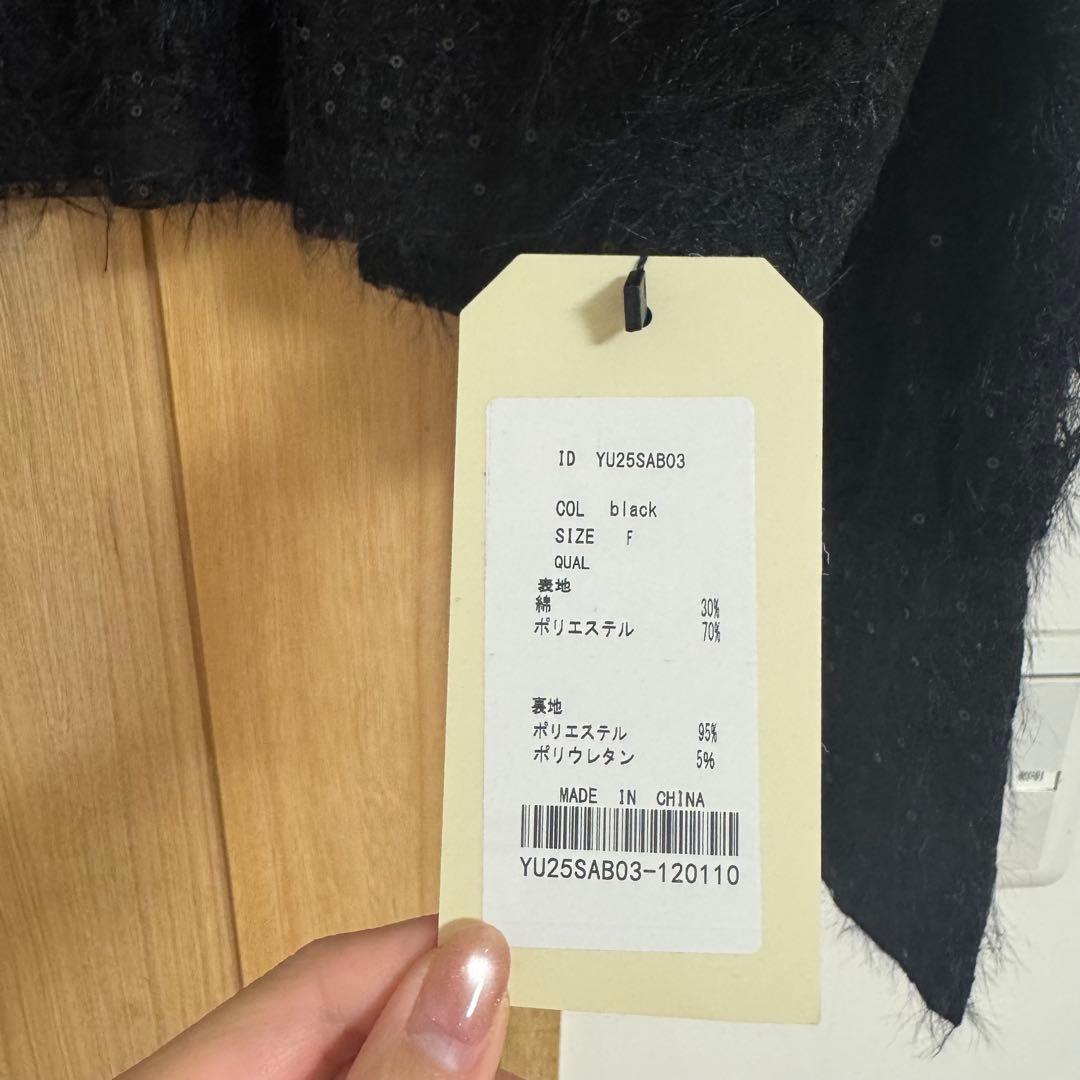 ID YU25SAB03
COL black
SIZE F
QUAL
表地
綿 30%
ポリエステル 70%
裏地
ポリエステル 95%
ポリウレタン 5%
MADE IN CHINA
YU25SAB03-120110